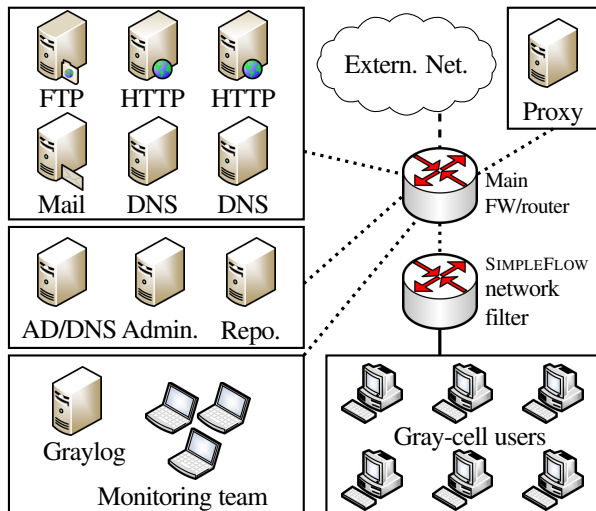 FTP HTTP HTTP
Mail DNS DNS
Extern. Net.
Proxy
Main
FW/router
AD/DNS Admin. Repo.
SIMPLEFLOW
network
filter
Graylog
Monitoring team
Gray-cell users